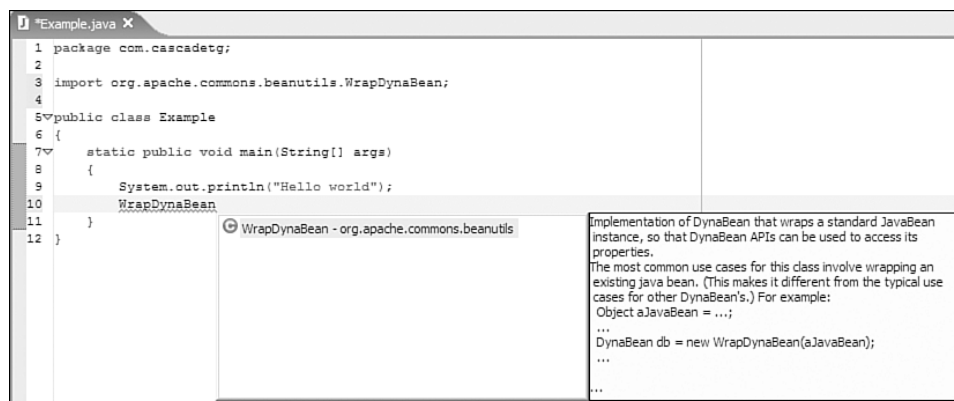 *Example.java
1 package com.cascadetg;
2
3 import org.apache.commons.beanutils.WrapDynaBean;
4
5 public class Example
6 {
7 static public void main(String[] args)
8 {
9 System.out.println("Hello world");
10 WrapDynaBean
11 }
12 }
WrapDynaBean - org.apache.commons.beanutils
Implementation of DynaBean that wraps a standard JavaBean
instance, so that DynaBean APIs can be used to access its
properties.
The most common use cases for this class involve wrapping an
existing java bean. (This makes it different from the typical use
cases for other DynaBean's.) For example:
Object aJavaBean = ...;
...
DynaBean db = new WrapDynaBean(aJavaBean);
...
...